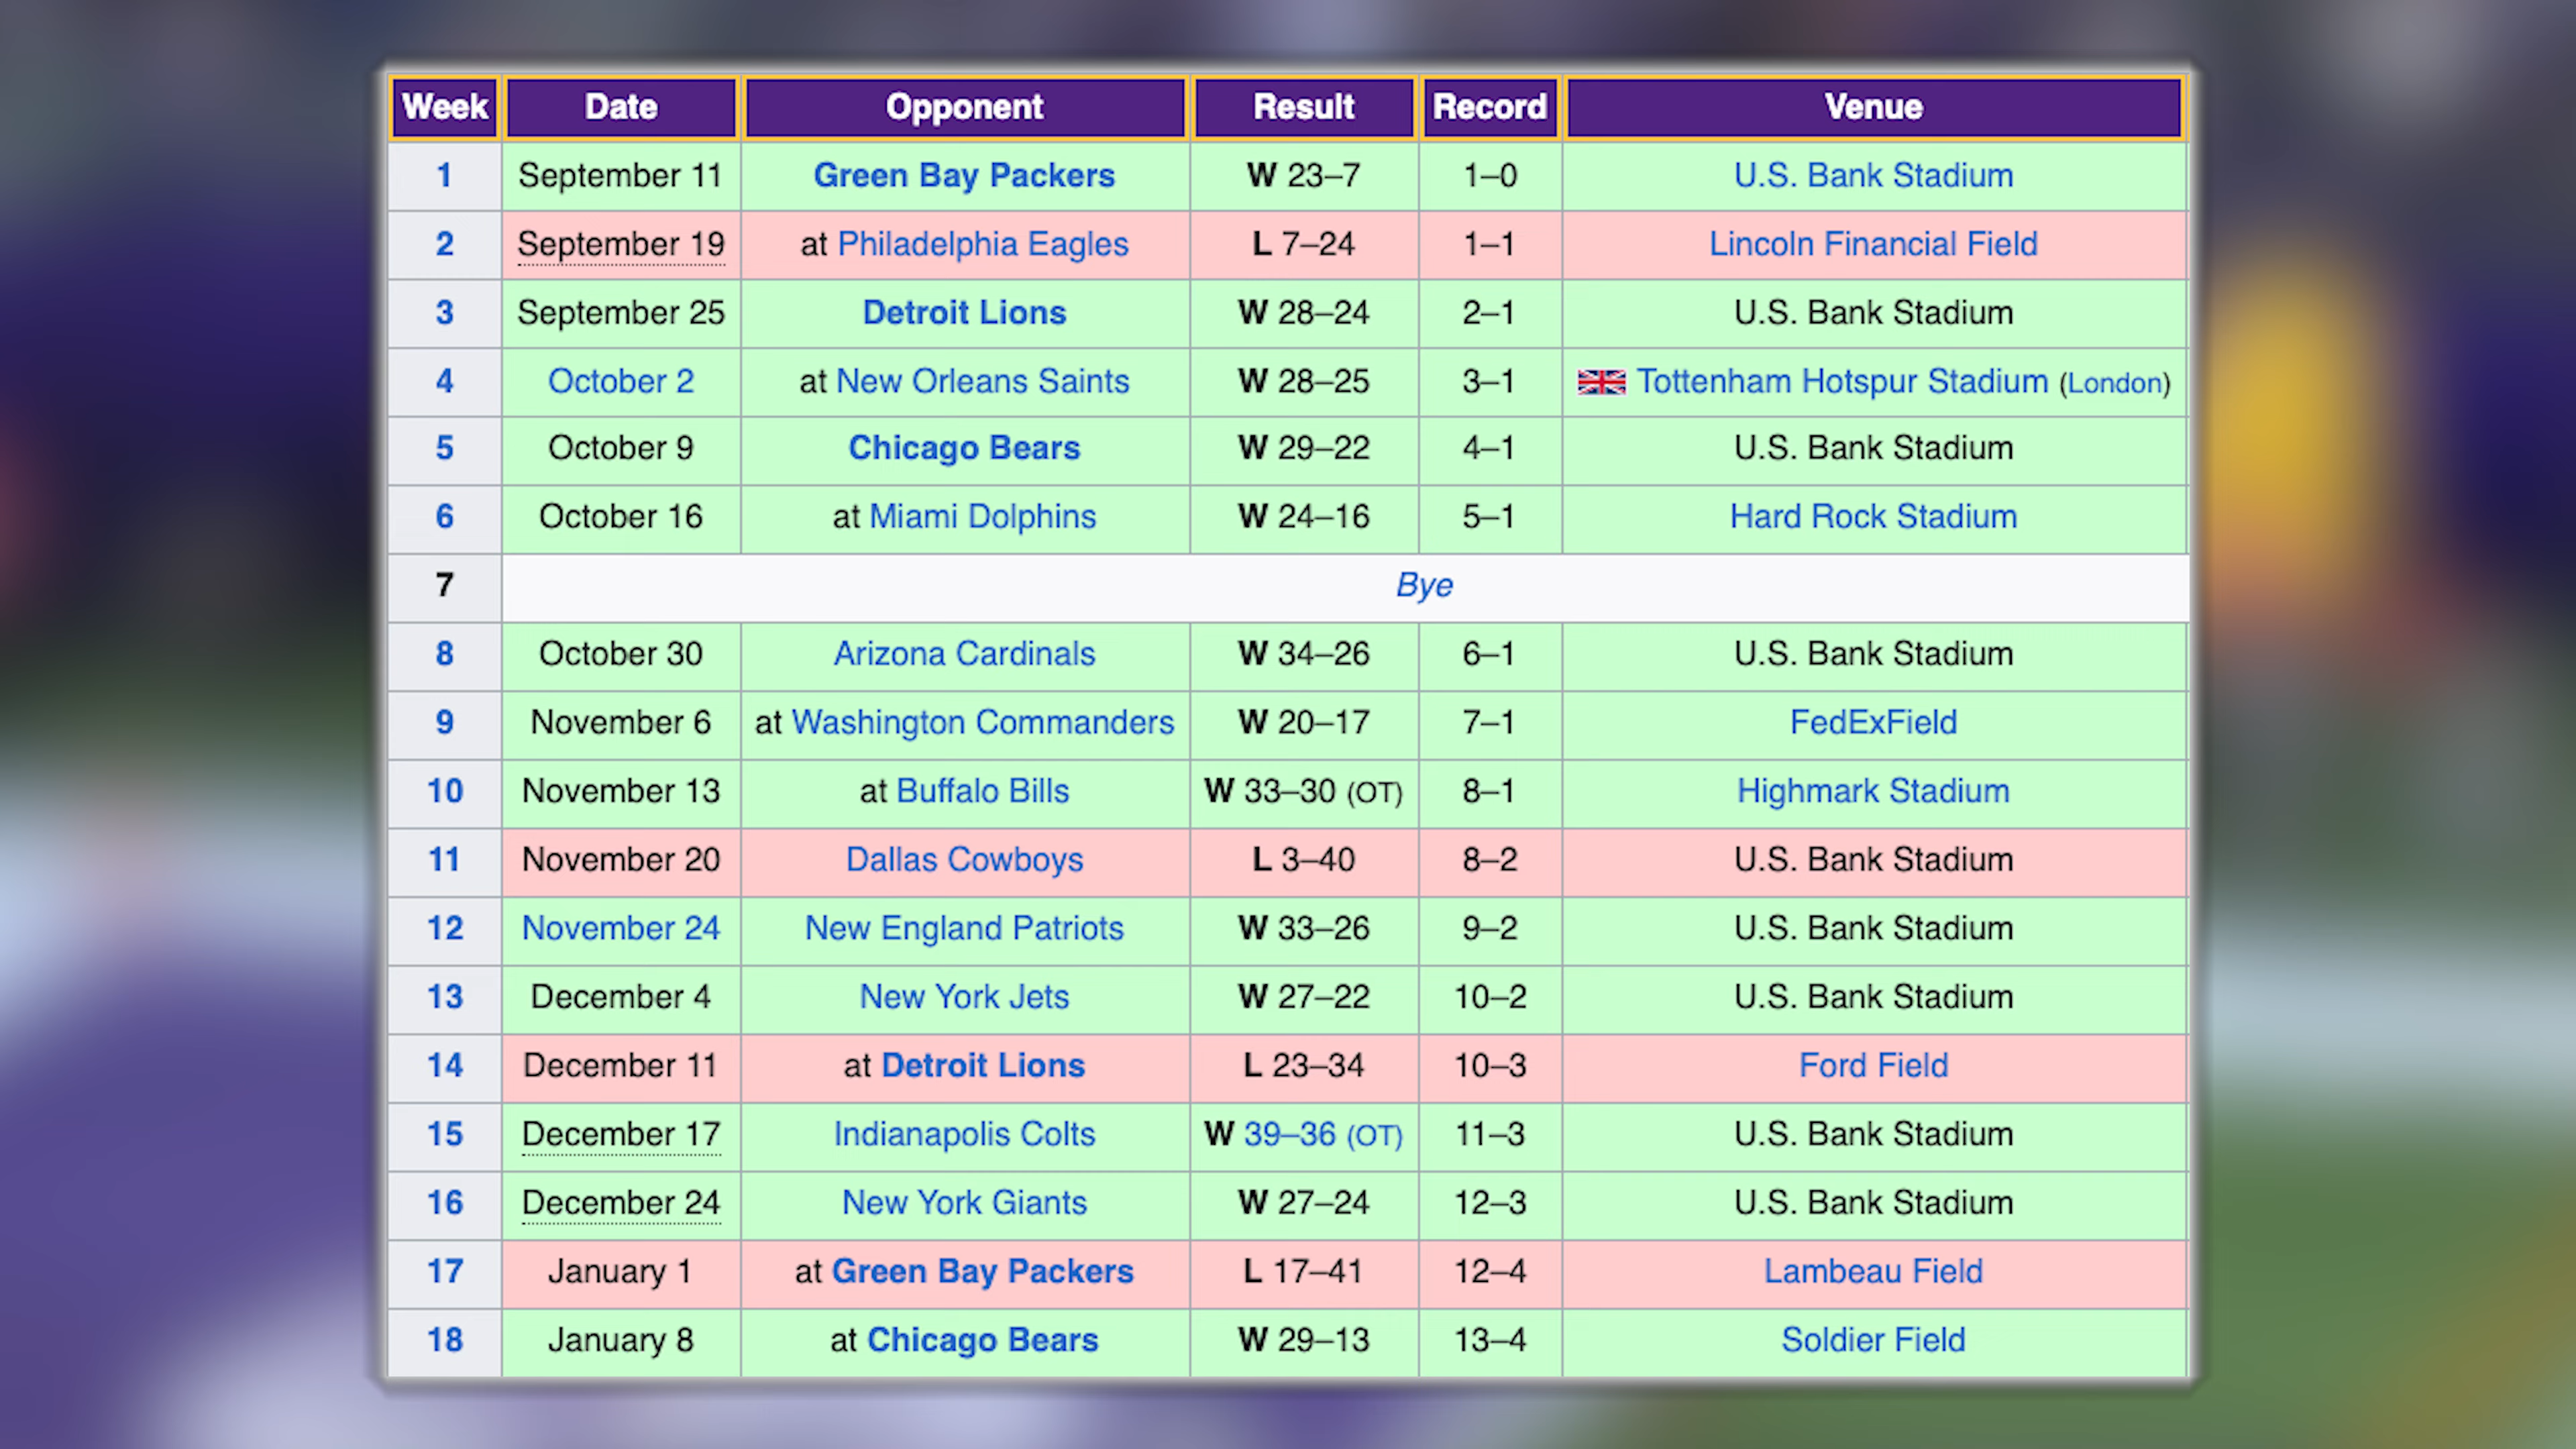 Week Date Opponent Result Record Venue
1 September 11 Green Bay Packers W 23–7 1–0 U.S. Bank Stadium
2 September 19 at Philadelphia Eagles L 7–24 1–1 Lincoln Financial Field
3 September 25 Detroit Lions W 28–24 2–1 U.S. Bank Stadium
4 October 2 at New Orleans Saints W 28–25 3–1 Tottenham Hotspur Stadium (London)
5 October 9 Chicago Bears W 29–22 4–1 U.S. Bank Stadium
6 October 16 at Miami Dolphins W 24–16 5–1 Hard Rock Stadium
7 Bye
8 October 30 Arizona Cardinals W 34–26 6–1 U.S. Bank Stadium
9 November 6 at Washington Commanders W 20–17 7–1 FedExField
10 November 13 at Buffalo Bills W 33–30 (OT) 8–1 Highmark Stadium
11 November 20 Dallas Cowboys L 3–40 8–2 U.S. Bank Stadium
12 November 24 New England Patriots W 33–26 9–2 U.S. Bank Stadium
13 December 4 New York Jets W 27–22 10–2 U.S. Bank Stadium
14 December 11 at Detroit Lions L 23–34 10–3 Ford Field
15 December 17 Indianapolis Colts W 39–36 (OT) 11–3 U.S. Bank Stadium
16 December 24 New York Giants W 27–24 12–3 U.S. Bank Stadium
17 January 1 at Green Bay Packers L 17–41 12–4 Lambeau Field
18 January 8 at Chicago Bears W 29–13 13–4 Soldier Field